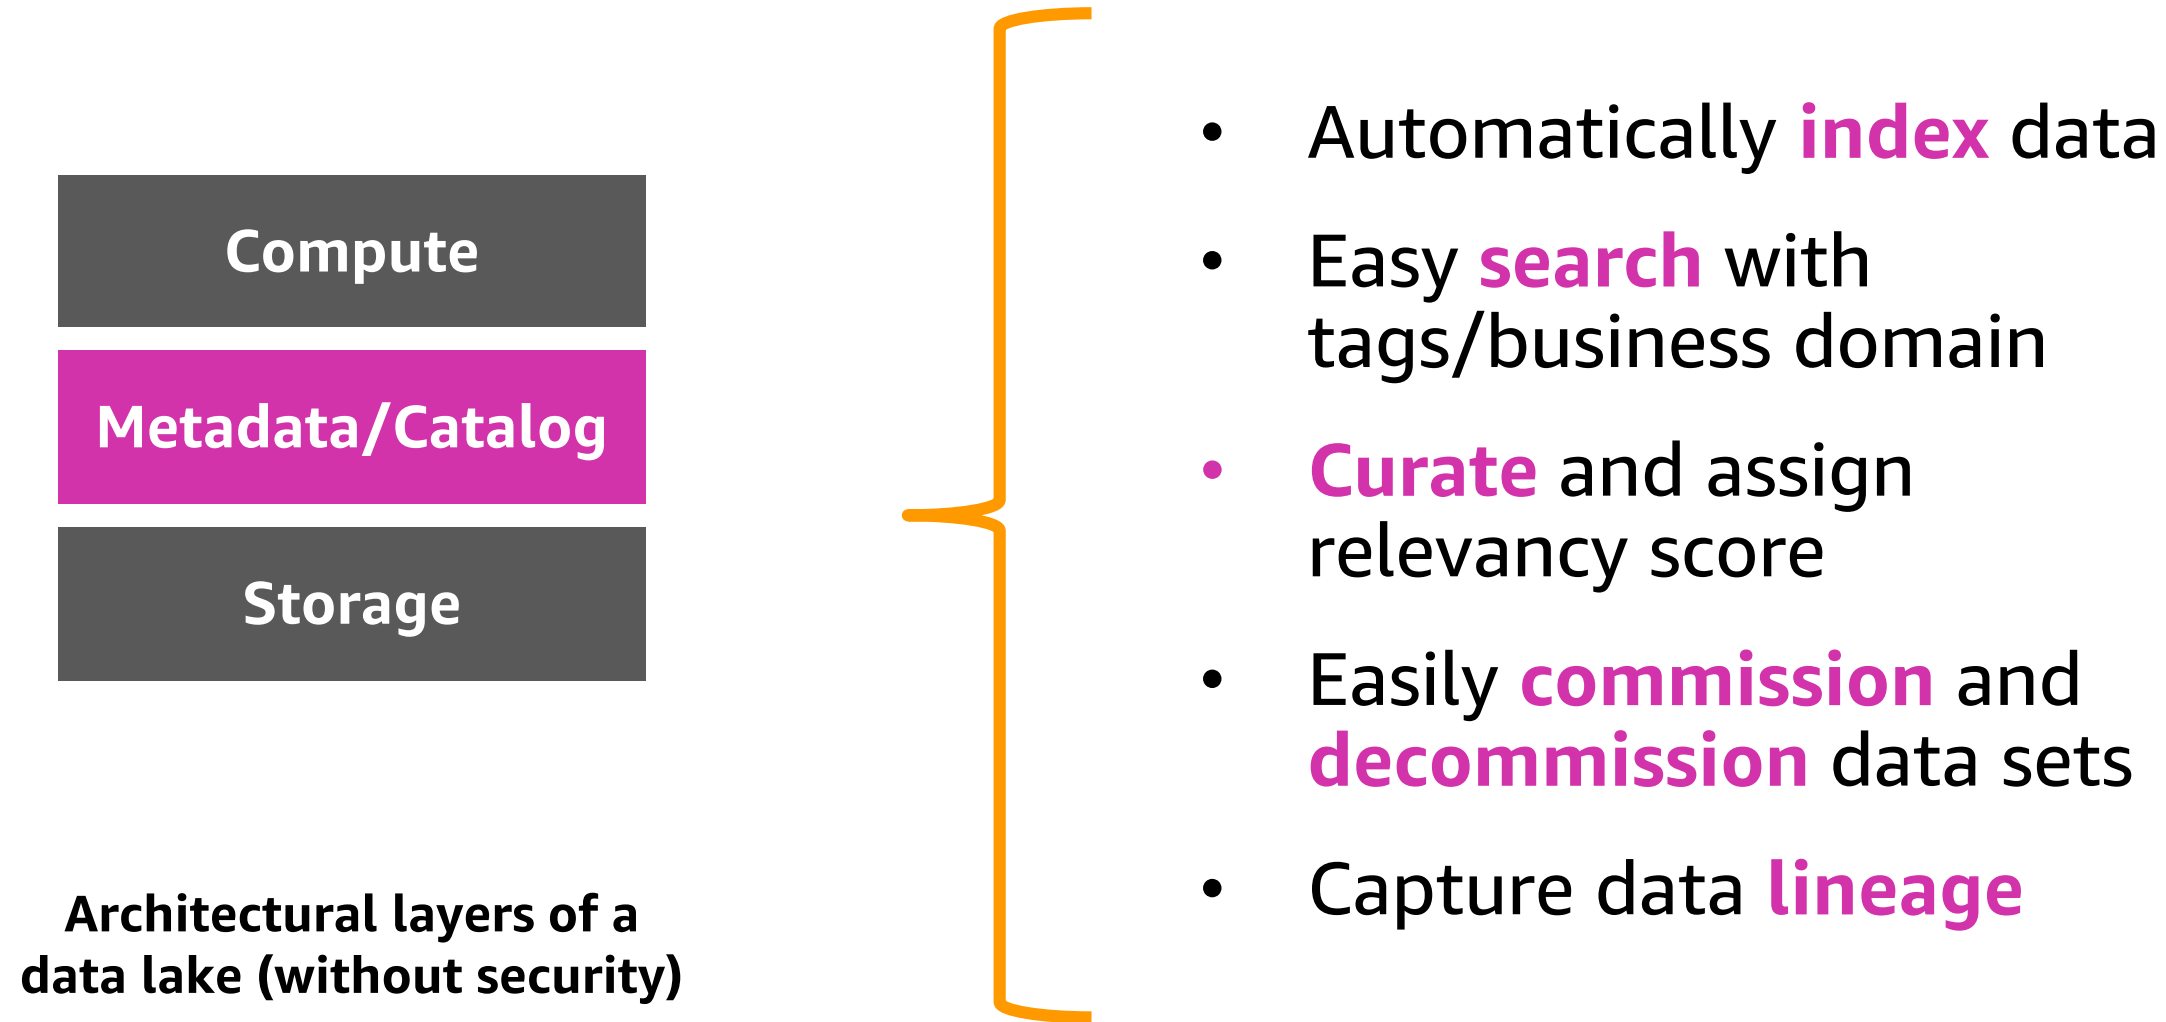 Compute
Metadata/Catalog
Storage
Architectural layers of a
data lake (without security)
• Automatically index data
• Easy search with
tags/business domain
• Curate and assign
relevancy score
• Easily commission and
decommission data sets
• Capture data lineage